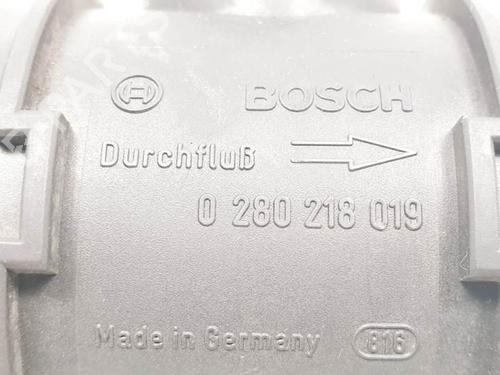 BOSCH
Durchfluß
0 280 218 019
Made in Germany 816